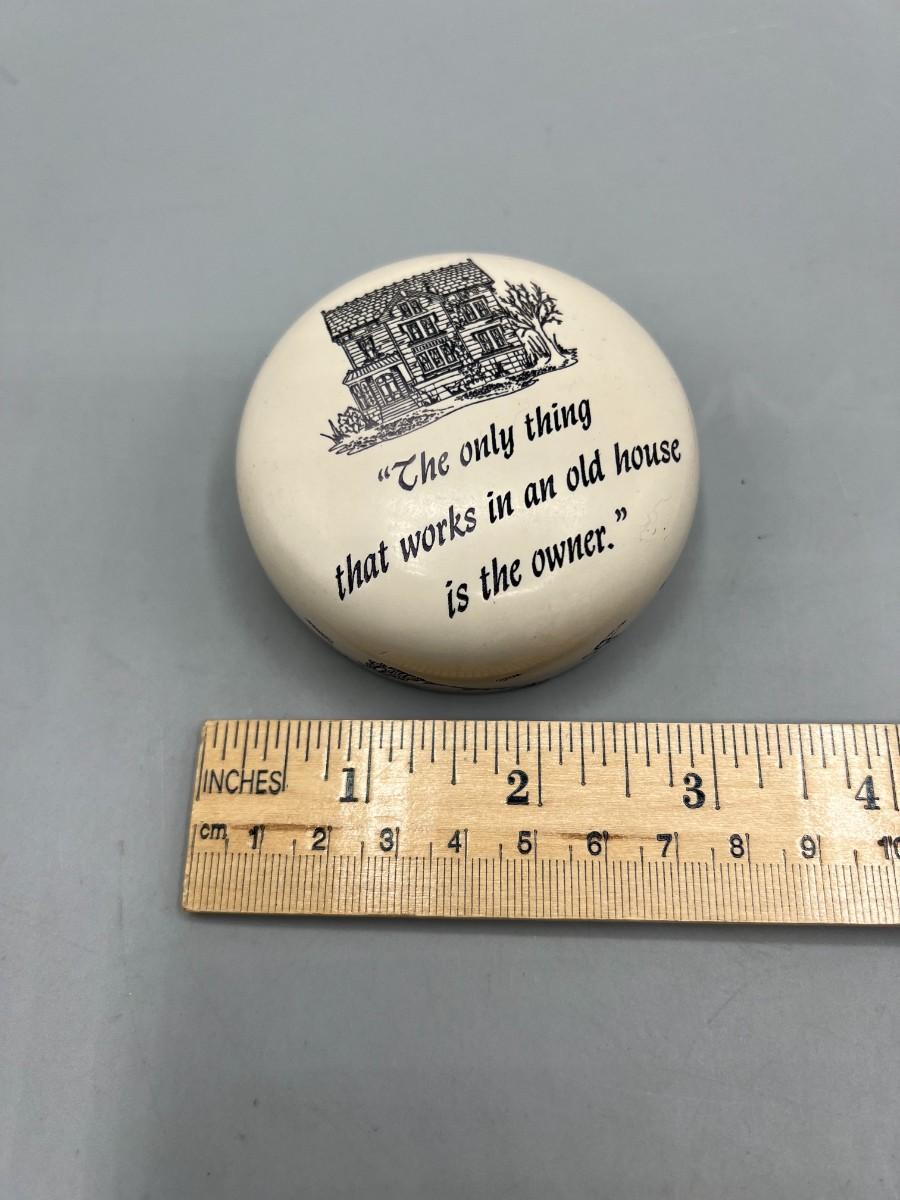 “The only thing
that works in an old house
is the owner.”
INCHES 1 2 3 4
cm 1 2 3 4 5 6 7 8 9 10